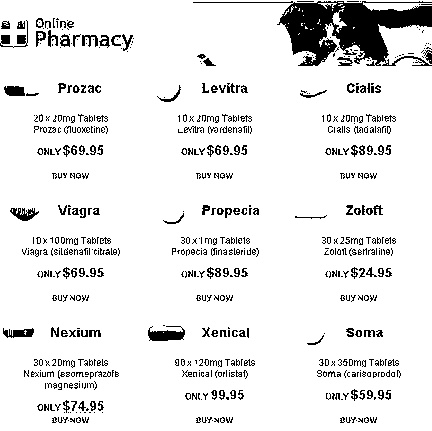 Online
Pharmacy
Prozac Levitra Cialis
20 x 20mg Tablets 10 x 20mg Tablets 10 x 20mg Tablets
Prozac (fluoxetine) Levitra (vardenafil) Cialis (tadalafil)
ONLY $69.95 ONLY $69.95 ONLY $89.95
BUY NOW BUY NOW BUY NOW
Viagra Propecia Zoloft
10 x 100mg Tablets 30 x 1mg Tablets 30 x 25mg Tablets
Viagra (sildenafil citrate) Propecia (finasteride) Zoloft (sertraline)
ONLY $69.95 ONLY $89.95 ONLY $24.95
BUY NOW BUY NOW BUY NOW
Nexium Xenical Soma
30 x 20mg Tablets 90 x 120mg Tablets 30 x 350mg Tablets
Nexium (esomeprazole Xenical (orlistat) Soma (carisoprodol)
magnesium)
ONLY $74.95 ONLY 99.95 ONLY $59.95
BUY NOW BUY NOW BUY NOW